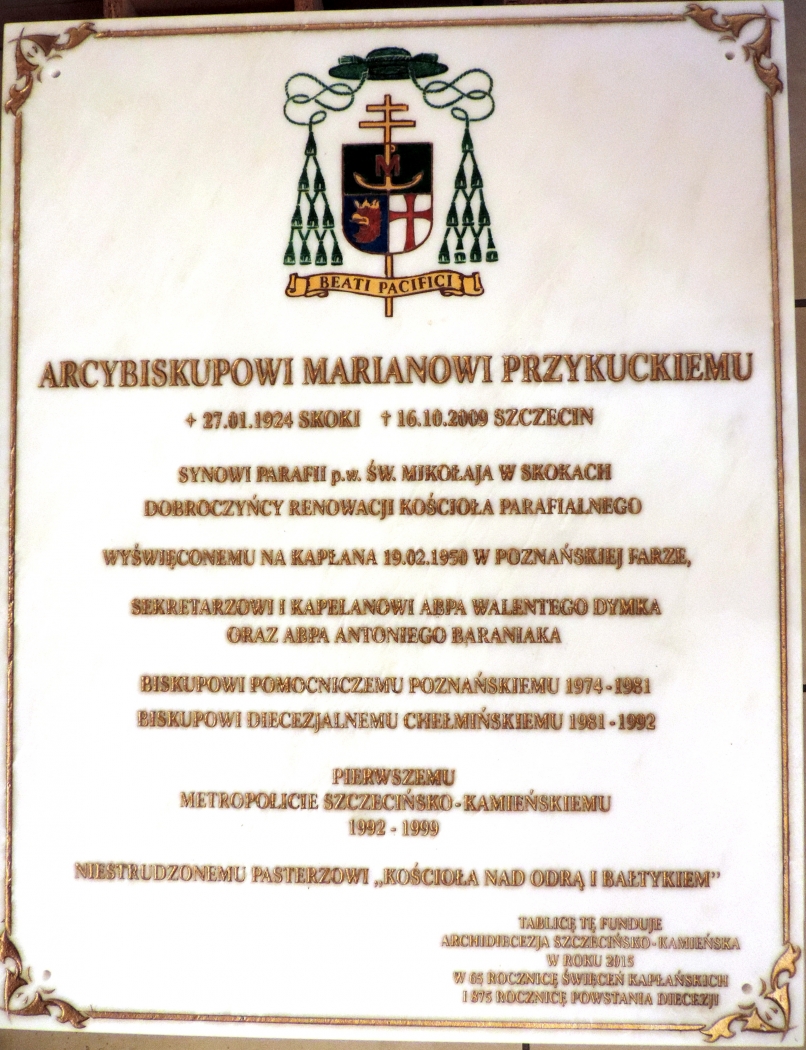 M
BEATI PACIFICI
ARCYBISKUPOWI MARIANOWI PRZYKUCKIEMU
+ 27.01.1924 SKOKI † 16.10.2009 SZCZECIN
SYNOWI PARAFII p.w. ŚW. MIKOŁAJA W SKOKACH
DOBROCZYŃCY RENOWACJI KOŚCIOŁA PARAFIALNEGO
WYŚWIĘCONEMU NA KAPŁANA 19.02.1950 W POZNAŃSKIEJ FARZE,
SEKRETARZOWI I KAPELANOWI ABPA WALENTEGO DYMKA
ORAZ ABPA ANTONIEGO BARANIAKA
BISKUPOWI POMOCNICZEMU POZNAŃSKIEMU 1974-1981
BISKUPOWI DIECEZJALNEMU CHEŁMIŃSKIEMU 1981-1992
PIERWSZEMU
METROPOLICIE SZCZECIŃSKO-KAMIEŃSKIEMU
1992 - 1999
NIESTRUDZONEMU PASTERZOWI „KOŚCIOŁA NAD ODRĄ I BAŁTYKIEM”
TABLICĘ TĘ FUNDUJE
ARCHIDIECEZJA SZCZECIŃSKO-KAMIEŃSKA
W ROKU 2015
W 65 ROCZNICĘ ŚWIĘCEŃ KAPŁAŃSKICH
I 875 ROCZNICĘ POWSTANIA DIECEZJI